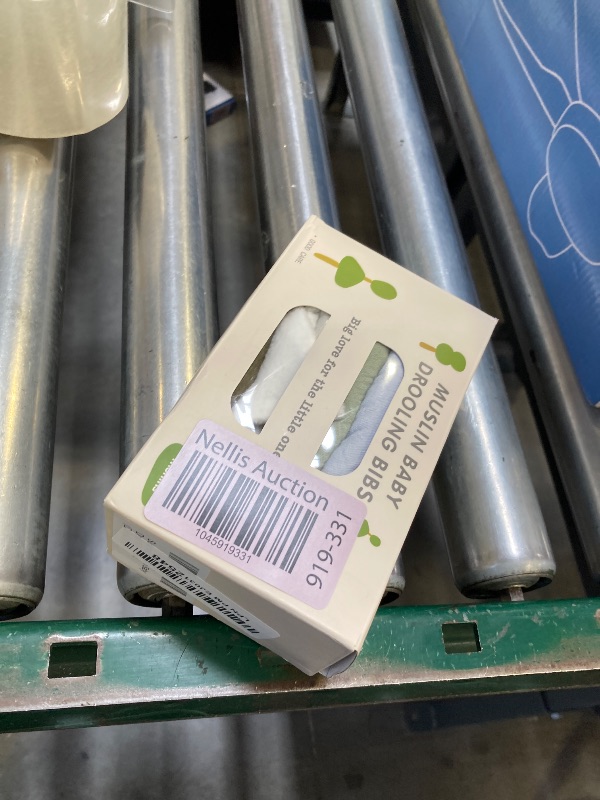 MUSLIN BABY
DROOLING BIBS
Big love for the little one
Nellis Auction
1045919331
919-331